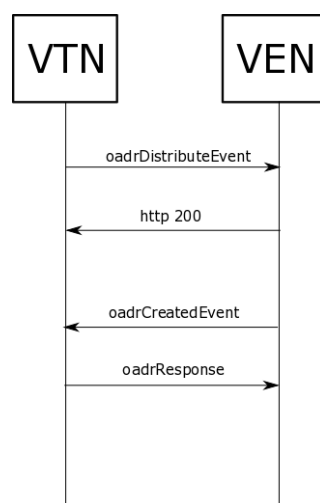 VTN
VEN
oadrDistributeEvent
http 200
oadrCreatedEvent
oadrResponse